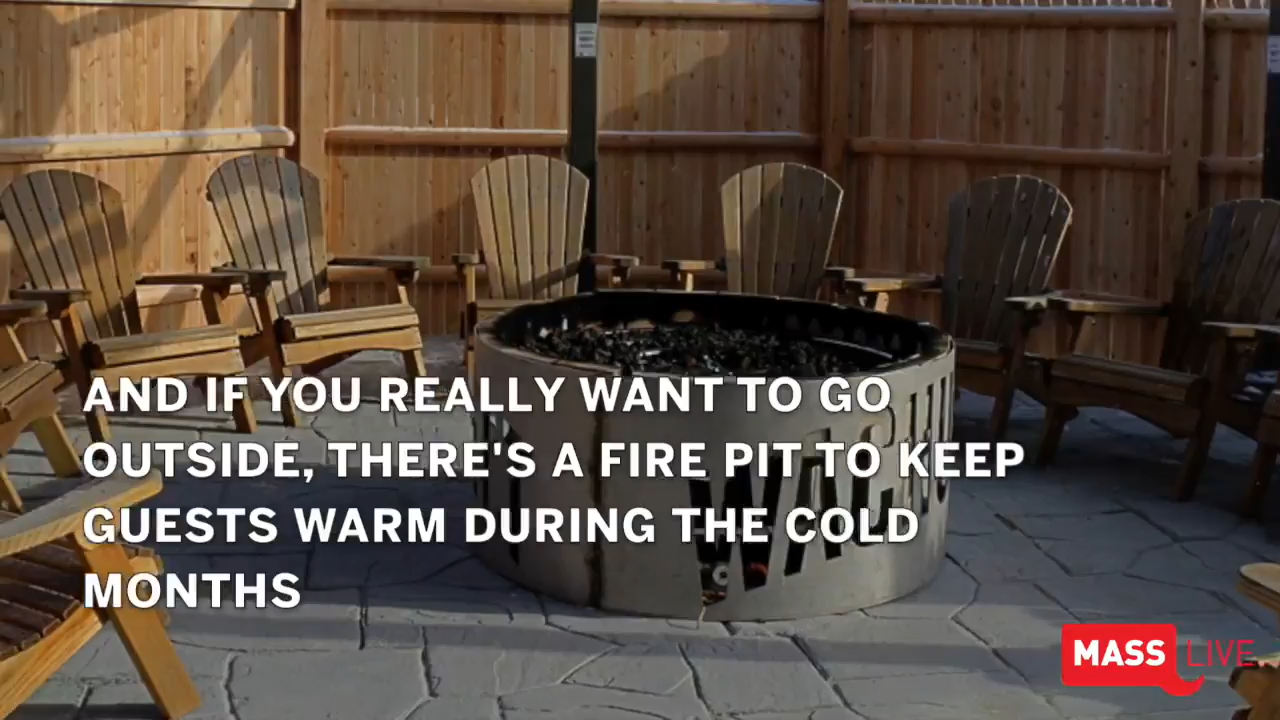 AND IF YOU REALLY WANT TO GO
OUTSIDE, THERE'S A FIRE PIT TO KEEP
GUESTS WARM DURING THE COLD
MONTHS
MASS LIVE